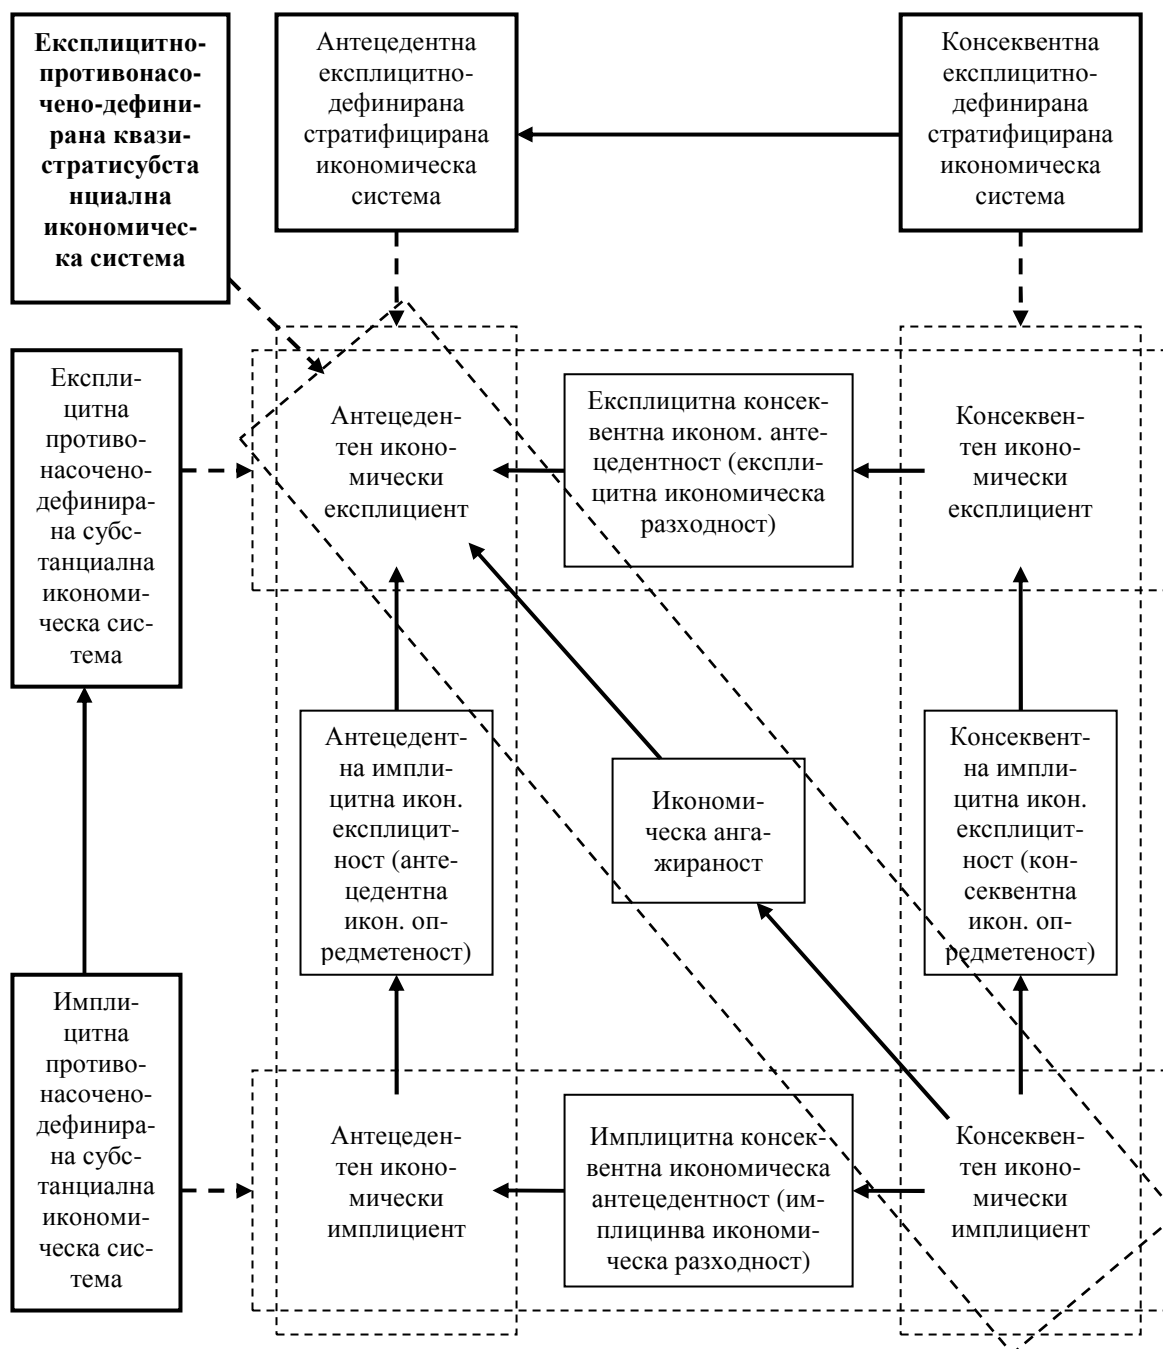 Експлицитно-
противонасо-
чено-дефини-
рана квази-
стратисубста
нциална
икономичес-
ка система
Антецедентна
експлицитно-
дефинирана
стратифицирана
икономическа
система
Консеквентна
експлицитно-
дефинирана
стратифицирана
икономическа
система
Експли-
цитна
противо-
насочено-
дефинира-
на субс-
танциална
икономи-
ческа сис-
тема
Антецеден-
тен иконо-
мически
експлициент
Експлицитна консек-
вентна иконом. анте-
цедентност (експли-
цитна икономическа
разходност)
Консеквен-
тен иконо-
мически
експлициент
Антецедент-
на импли-
цитна икон.
експлицит-
ност (анте-
цедентна
икон. оп-
редметеност)
Икономи-
ческа анга-
жираност
Консеквент-
на импли-
цитна икон.
експлицит-
ност (кон-
секвентна
икон. оп-
редметеност)
Импли-
цитна
противо-
насочено-
дефинира-
на субс-
танциална
икономи-
ческа сис-
тема
Антецеден-
тен иконо-
мически
имплициент
Имплицитна консек-
вентна икономическа
антецедентност (им-
плицинва икономи-
ческа разходност)
Консеквен-
тен иконо-
мически
имплициент